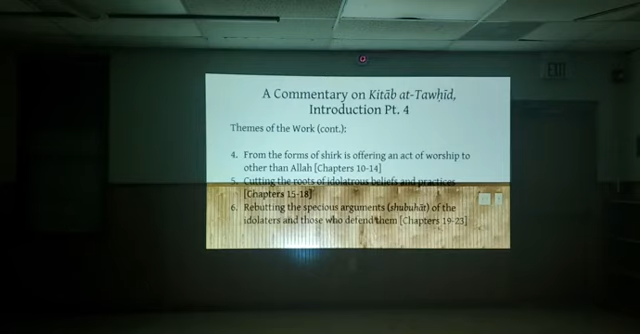 EXIT
A Commentary on Kitāb at-Tawḥīd,
Introduction Pt. 4
Themes of the Work (cont.):
4. From the forms of shirk is offering an act of worship to
other than Allah [Chapters 10-14]
5. Cutting the roots of idolatrous beliefs and practices
[Chapters 15-18]
6. Rebutting the specious arguments (shubuhāt) of the
idolaters and those who defend them [Chapters 19-23]